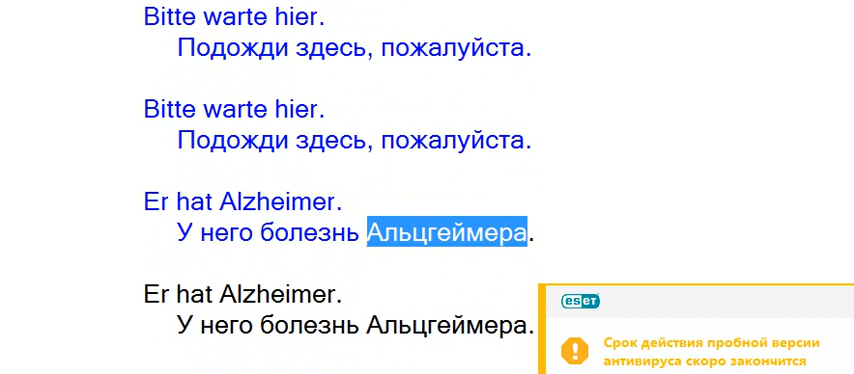 Bitte warte hier.
Подожди здесь, пожалуйста.
Bitte warte hier.
Подожди здесь, пожалуйста.
Er hat Alzheimer.
У него болезнь Альцгеймера.
Er hat Alzheimer.
У него болезнь Альцгеймера.
eset
Срок действия пробной версии
антивируса скоро закончится